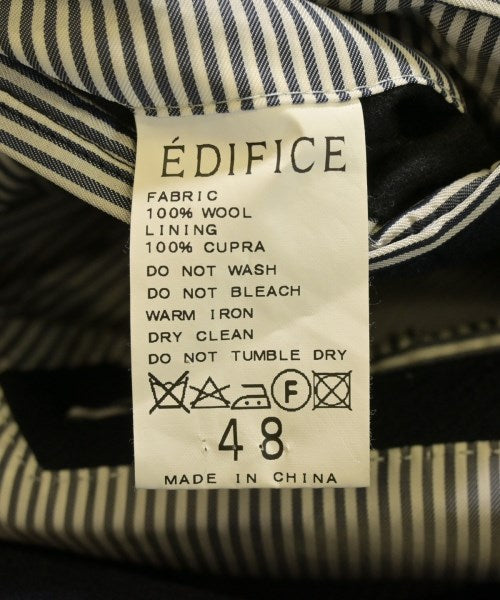 ÉDIFICE
FABRIC
100% WOOL
LINING
100% CUPRA
DO NOT WASH
DO NOT BLEACH
WARM IRON
DRY CLEAN
DO NOT TUMBLE DRY
F
48
MADE IN CHINA